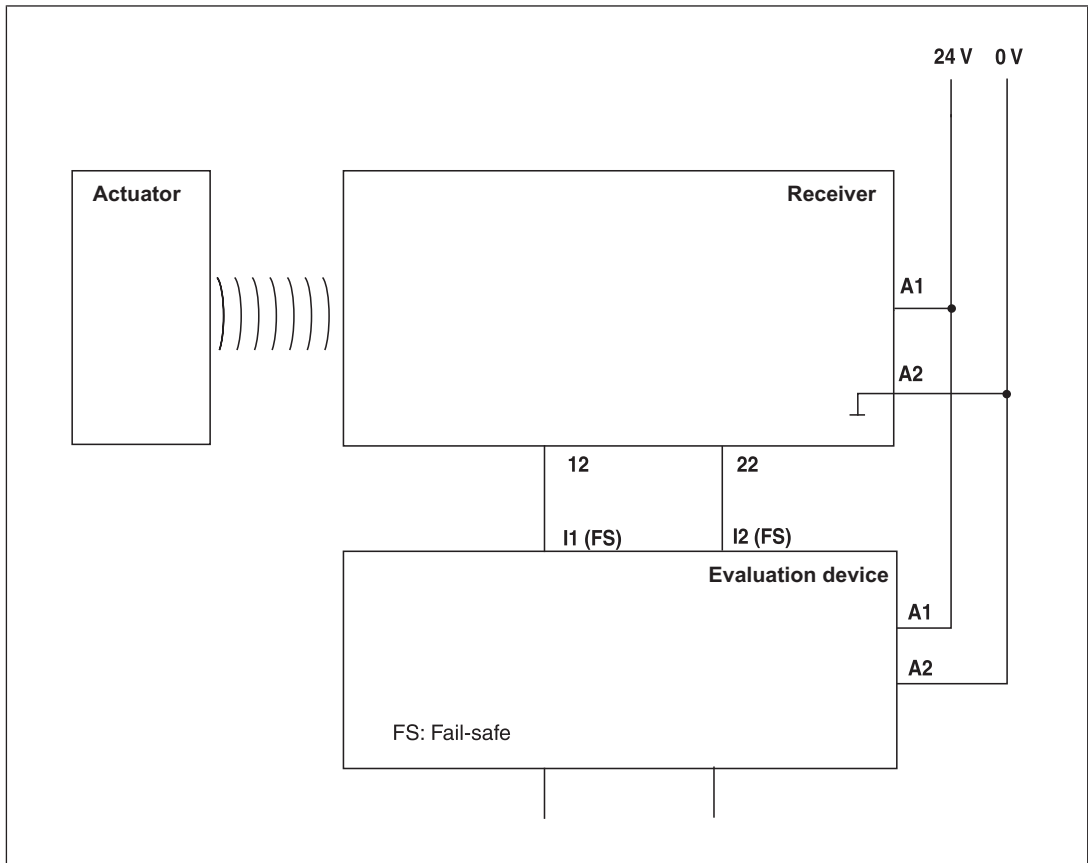 24 V 0 V
Actuator
Receiver
A1
A2
12
22
I1 (FS)
I2 (FS)
Evaluation device
A1
A2
FS: Fail-safe